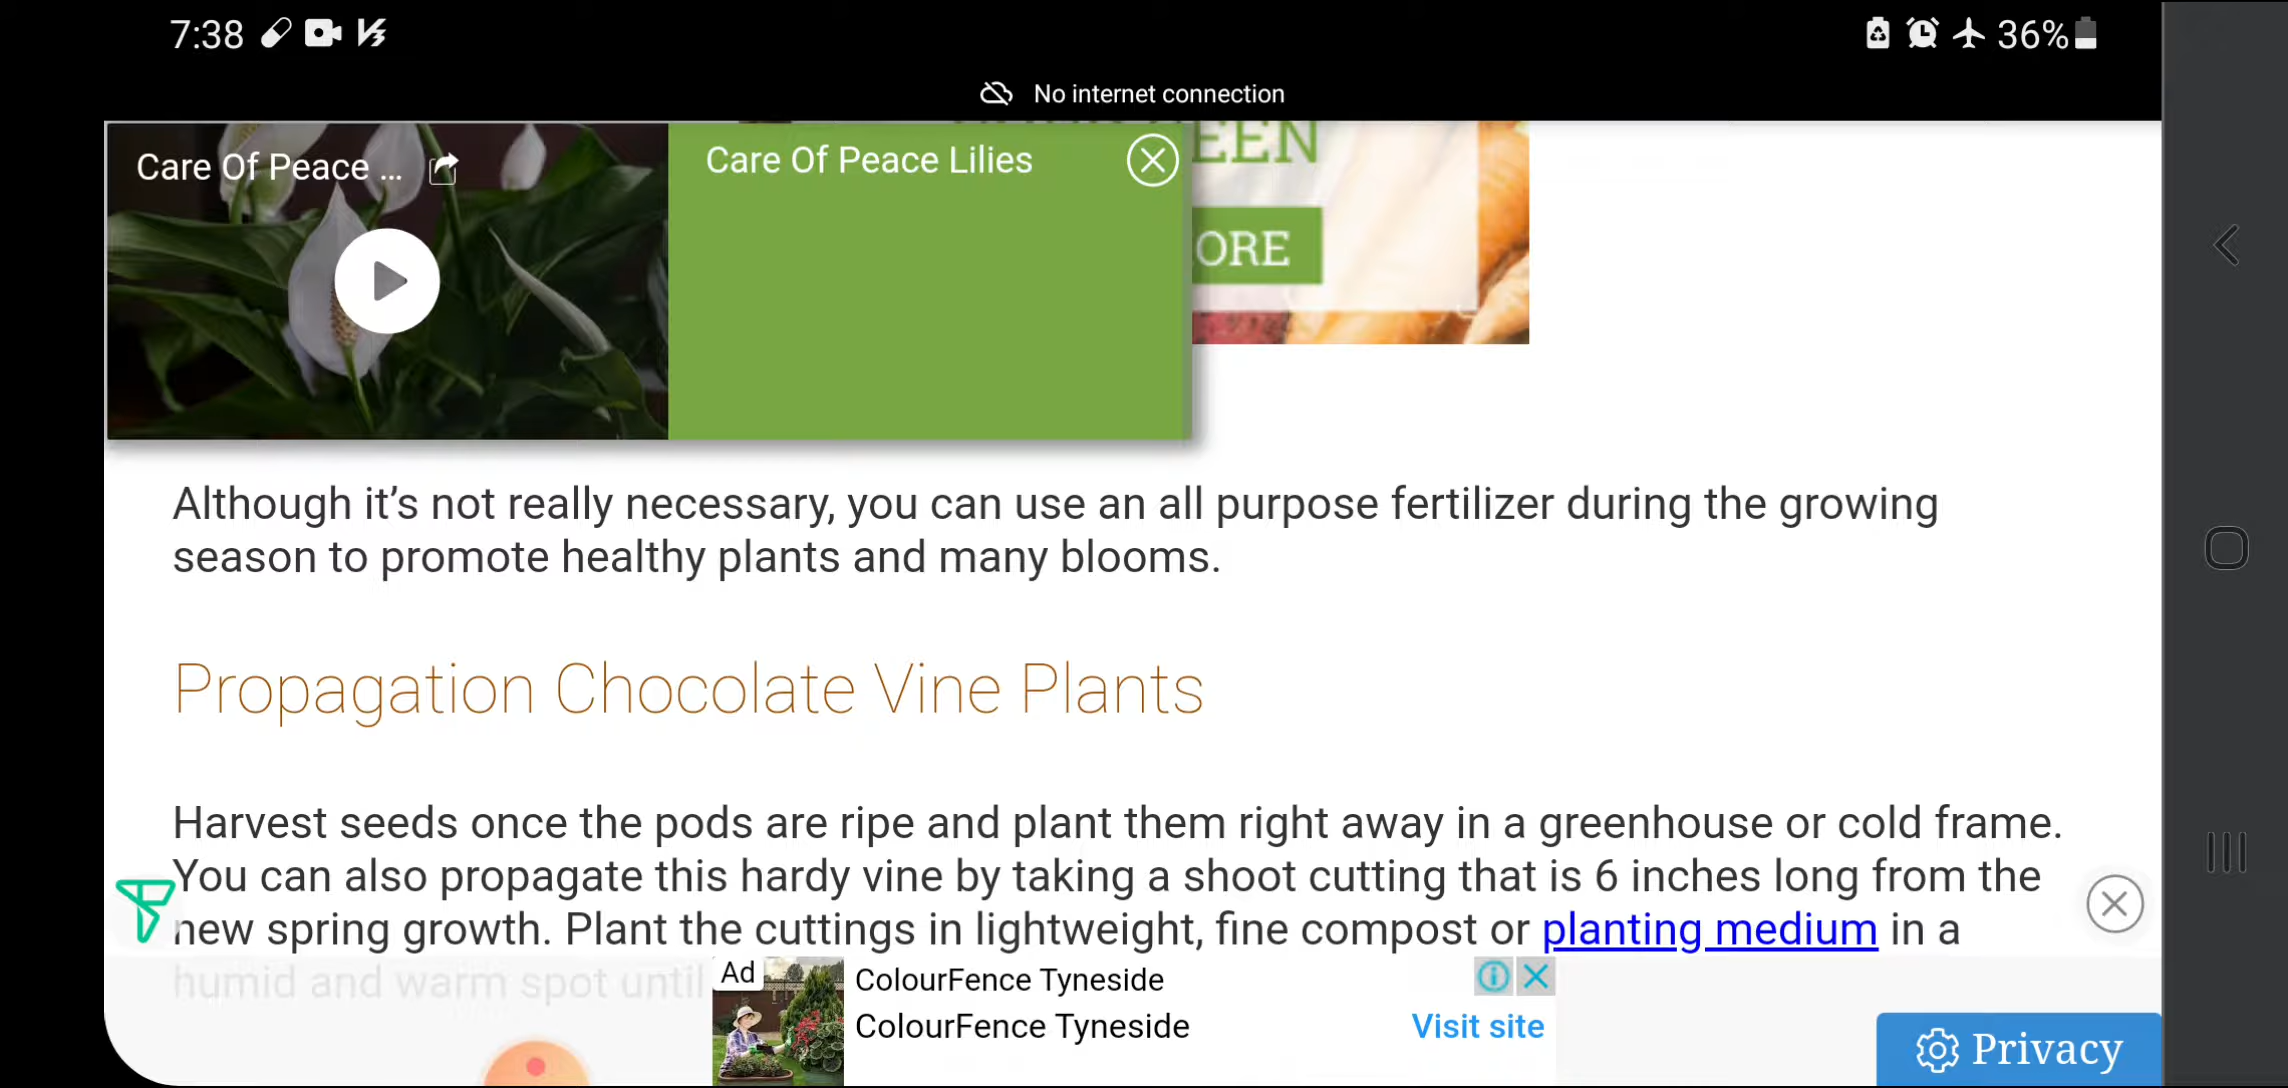 7:38
36%
No internet connection
Care Of Peace ...
Care Of Peace Lilies
EEN
ORE
Although it’s not really necessary, you can use an all purpose fertilizer during the growing
season to promote healthy plants and many blooms.
Propagation Chocolate Vine Plants
Harvest seeds once the pods are ripe and plant them right away in a greenhouse or cold frame.
You can also propagate this hardy vine by taking a shoot cutting that is 6 inches long from the
new spring growth. Plant the cuttings in lightweight, fine compost or planting medium in a
humid and warm spot until
Ad
ColourFence Tyneside
ColourFence Tyneside
Visit site
Privacy